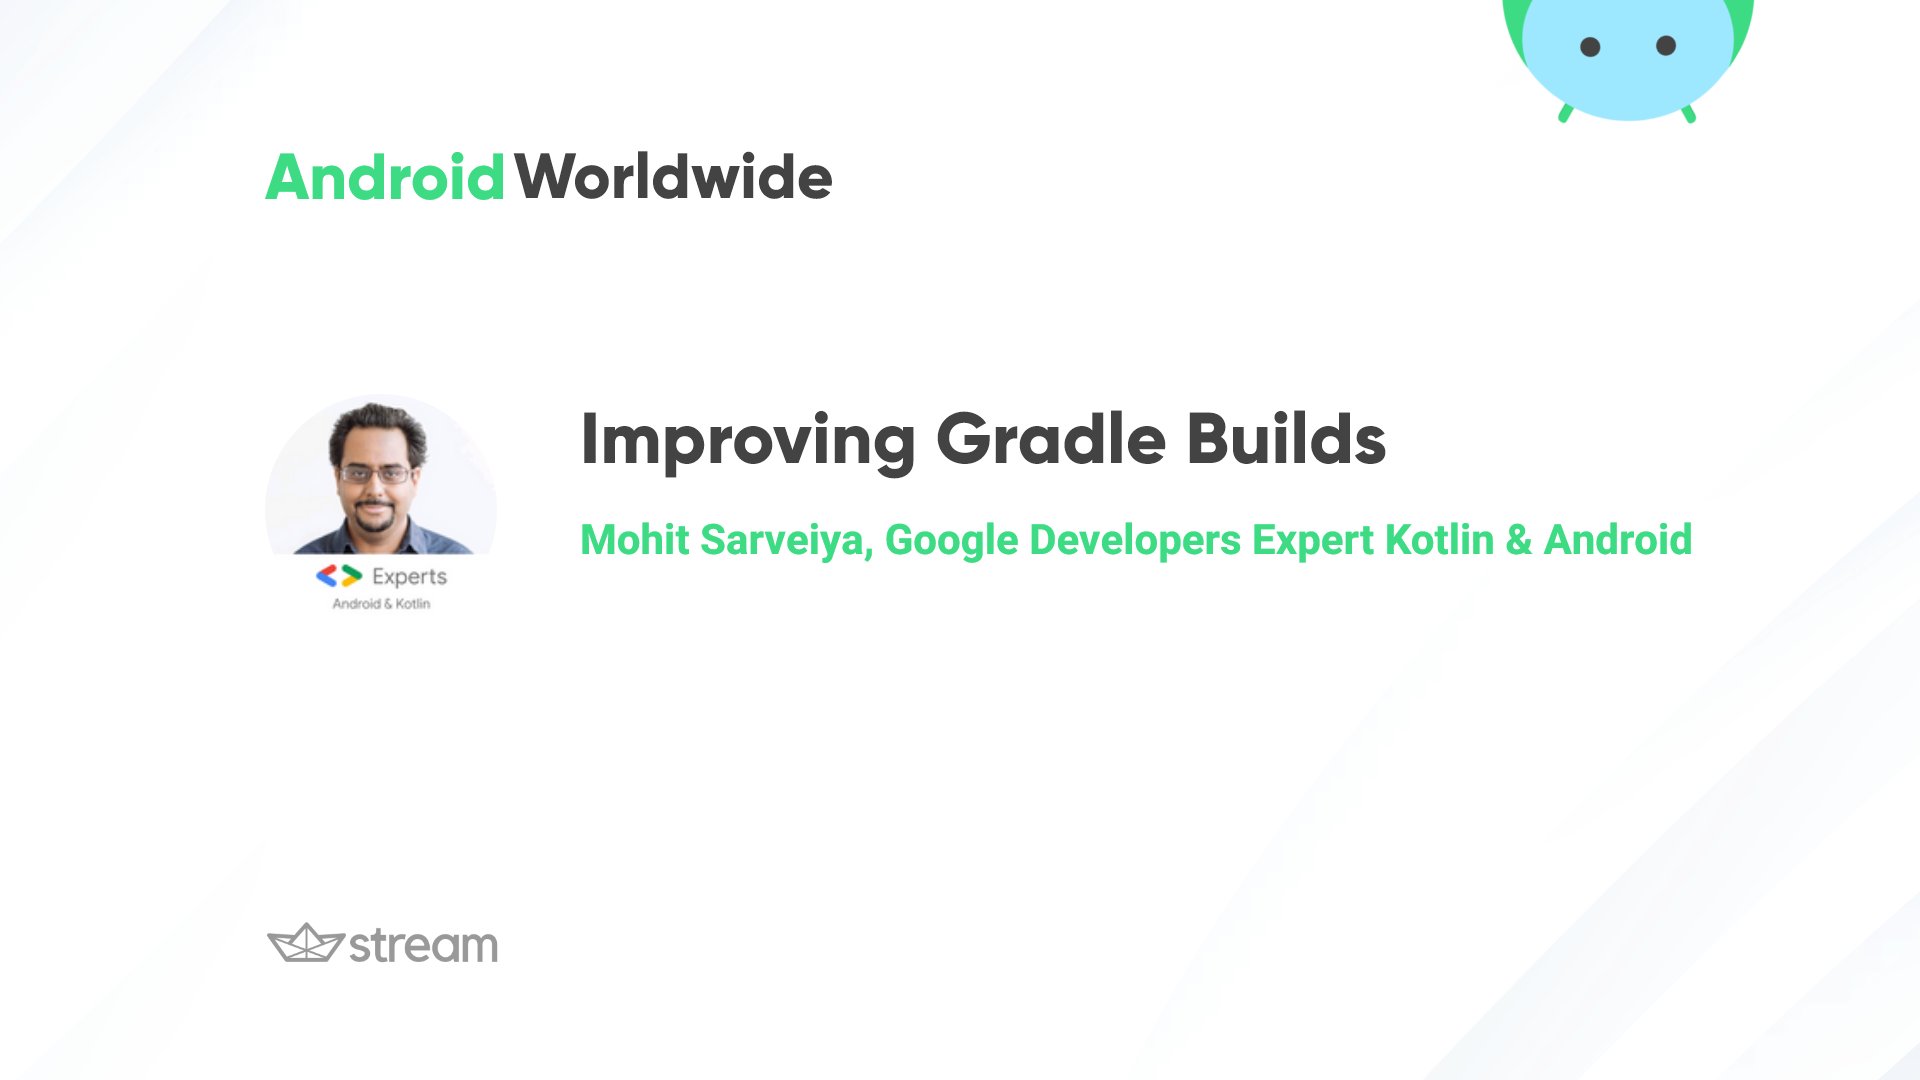 Android Worldwide
Improving Gradle Builds
Mohit Sarveiya, Google Developers Expert Kotlin & Android
Experts
Android & Kotlin
stream